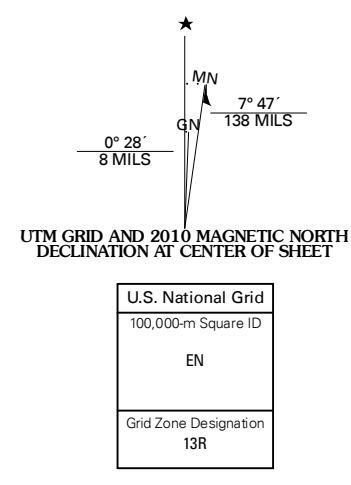 ★
MN
7° 47´
138 MILS
GN
0° 28´
8 MILS
UTM GRID AND 2010 MAGNETIC NORTH
DECLINATION AT CENTER OF SHEET
U.S. National Grid
100,000-m Square ID
EN
Grid Zone Designation
13R